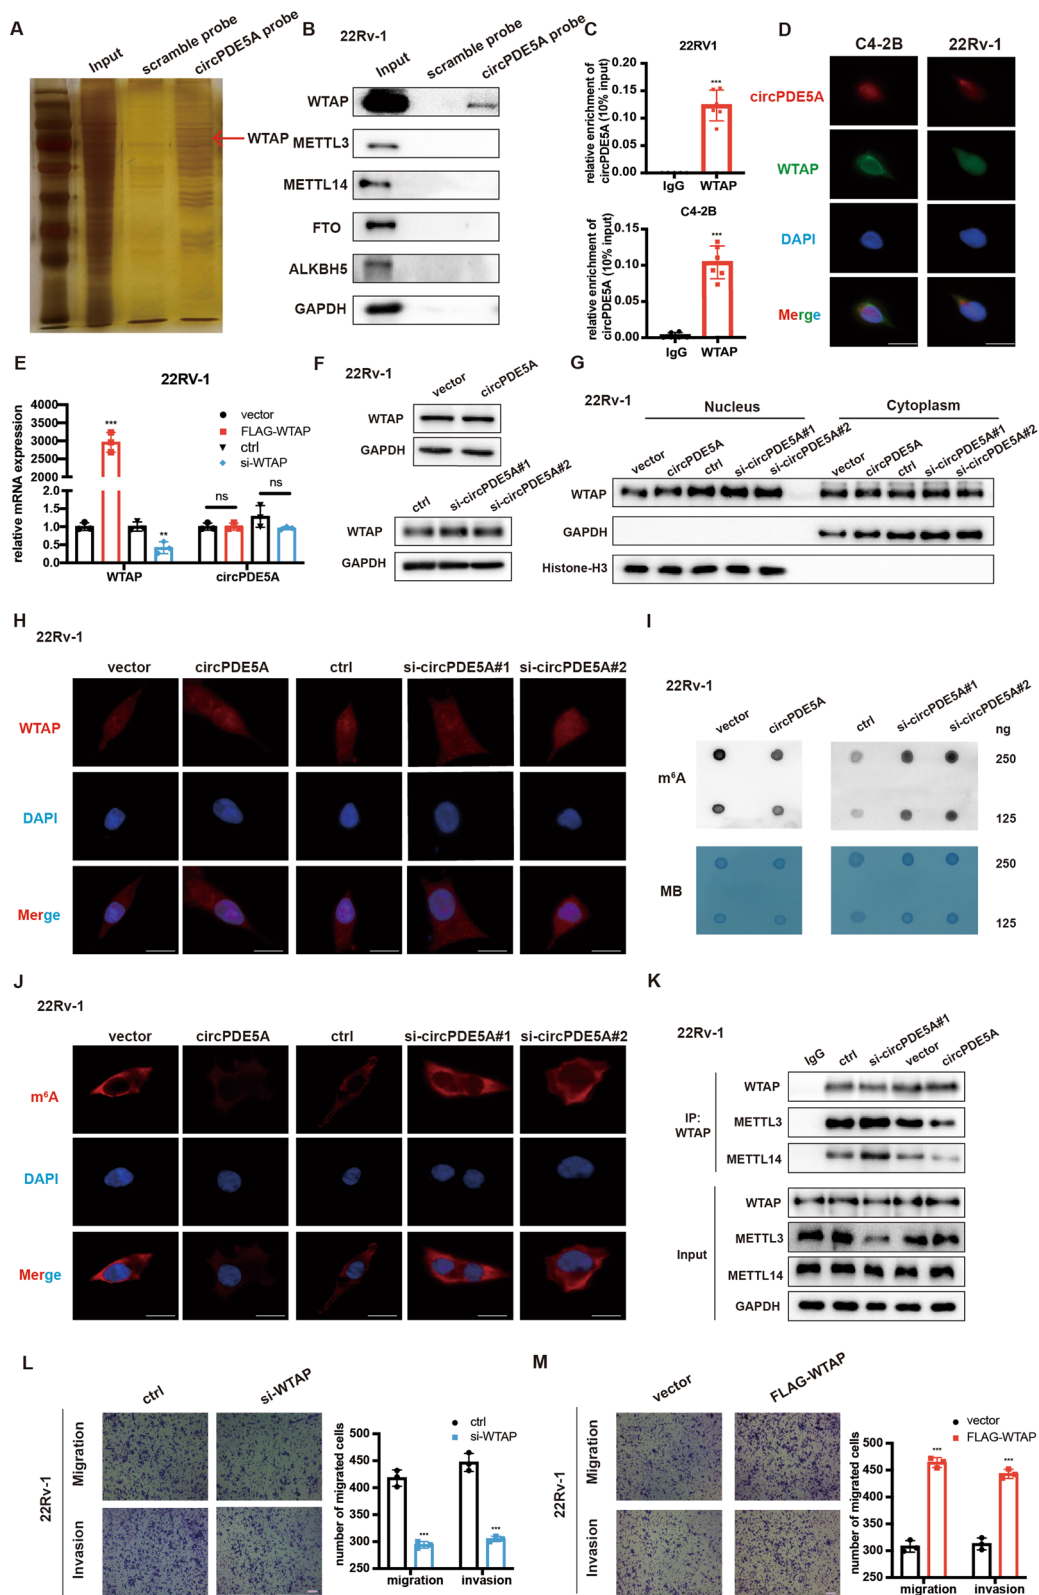 A
Input
scramble probe
circPDE5A probe
WTAP
B
22Rv-1
Input
scramble probe
circPDE5A probe
WTAP
METTL3
METTL14
FTO
ALKBH5
GAPDH
C
22RV1
relative enrichment of
circPDE5A (10% input)
0.20
0.15
0.10
0.05
0.00
***
IgG
WTAP
C4-2B
relative enrichment of
circPDE5A (10% input)
0.15
0.10
0.05
0.00
***
IgG
WTAP
D
C4-2B
22Rv-1
circPDE5A
WTAP
DAPI
Merge
E
22RV-1
relative mRNA expression
4000
3500
3000
2500
2000
1500
1000
2.0
1.5
1.0
0.5
0.0
***
**
ns
ns
vector
FLAG-WTAP
ctrl
si-WTAP
WTAP
circPDE5A
F
22Rv-1
vector
circPDE5A
WTAP
GAPDH
ctrl
si-circPDE5A#1
si-circPDE5A#2
WTAP
GAPDH
G
22Rv-1
Nucleus
Cytoplasm
vector
circPDE5A
ctrl
si-circPDE5A#1
si-circPDE5A#2
vector
circPDE5A
ctrl
si-circPDE5A#1
si-circPDE5A#2
WTAP
GAPDH
Histone-H3
H
22Rv-1
vector
circPDE5A
ctrl
si-circPDE5A#1
si-circPDE5A#2
WTAP
DAPI
Merge
I
22Rv-1
vector
circPDE5A
ctrl
si-circPDE5A#1
si-circPDE5A#2
ng
m⁶A
250
125
MB
250
125
J
22Rv-1
vector
circPDE5A
ctrl
si-circPDE5A#1
si-circPDE5A#2
m⁶A
DAPI
Merge
K
22Rv-1
IgG
ctrl
si-circPDE5A#1
vector
circPDE5A
IP:
WTAP
WTAP
METTL3
METTL14
Input
WTAP
METTL3
METTL14
GAPDH
L
22Rv-1
ctrl
si-WTAP
Migration
Invasion
number of migrated cells
500
450
400
350
300
250
ctrl
si-WTAP
***
***
migration
invasion
M
22Rv-1
vector
FLAG-WTAP
Migration
Invasion
number of migrated cells
500
450
400
350
300
250
vector
FLAG-WTAP
***
***
migration
invasion